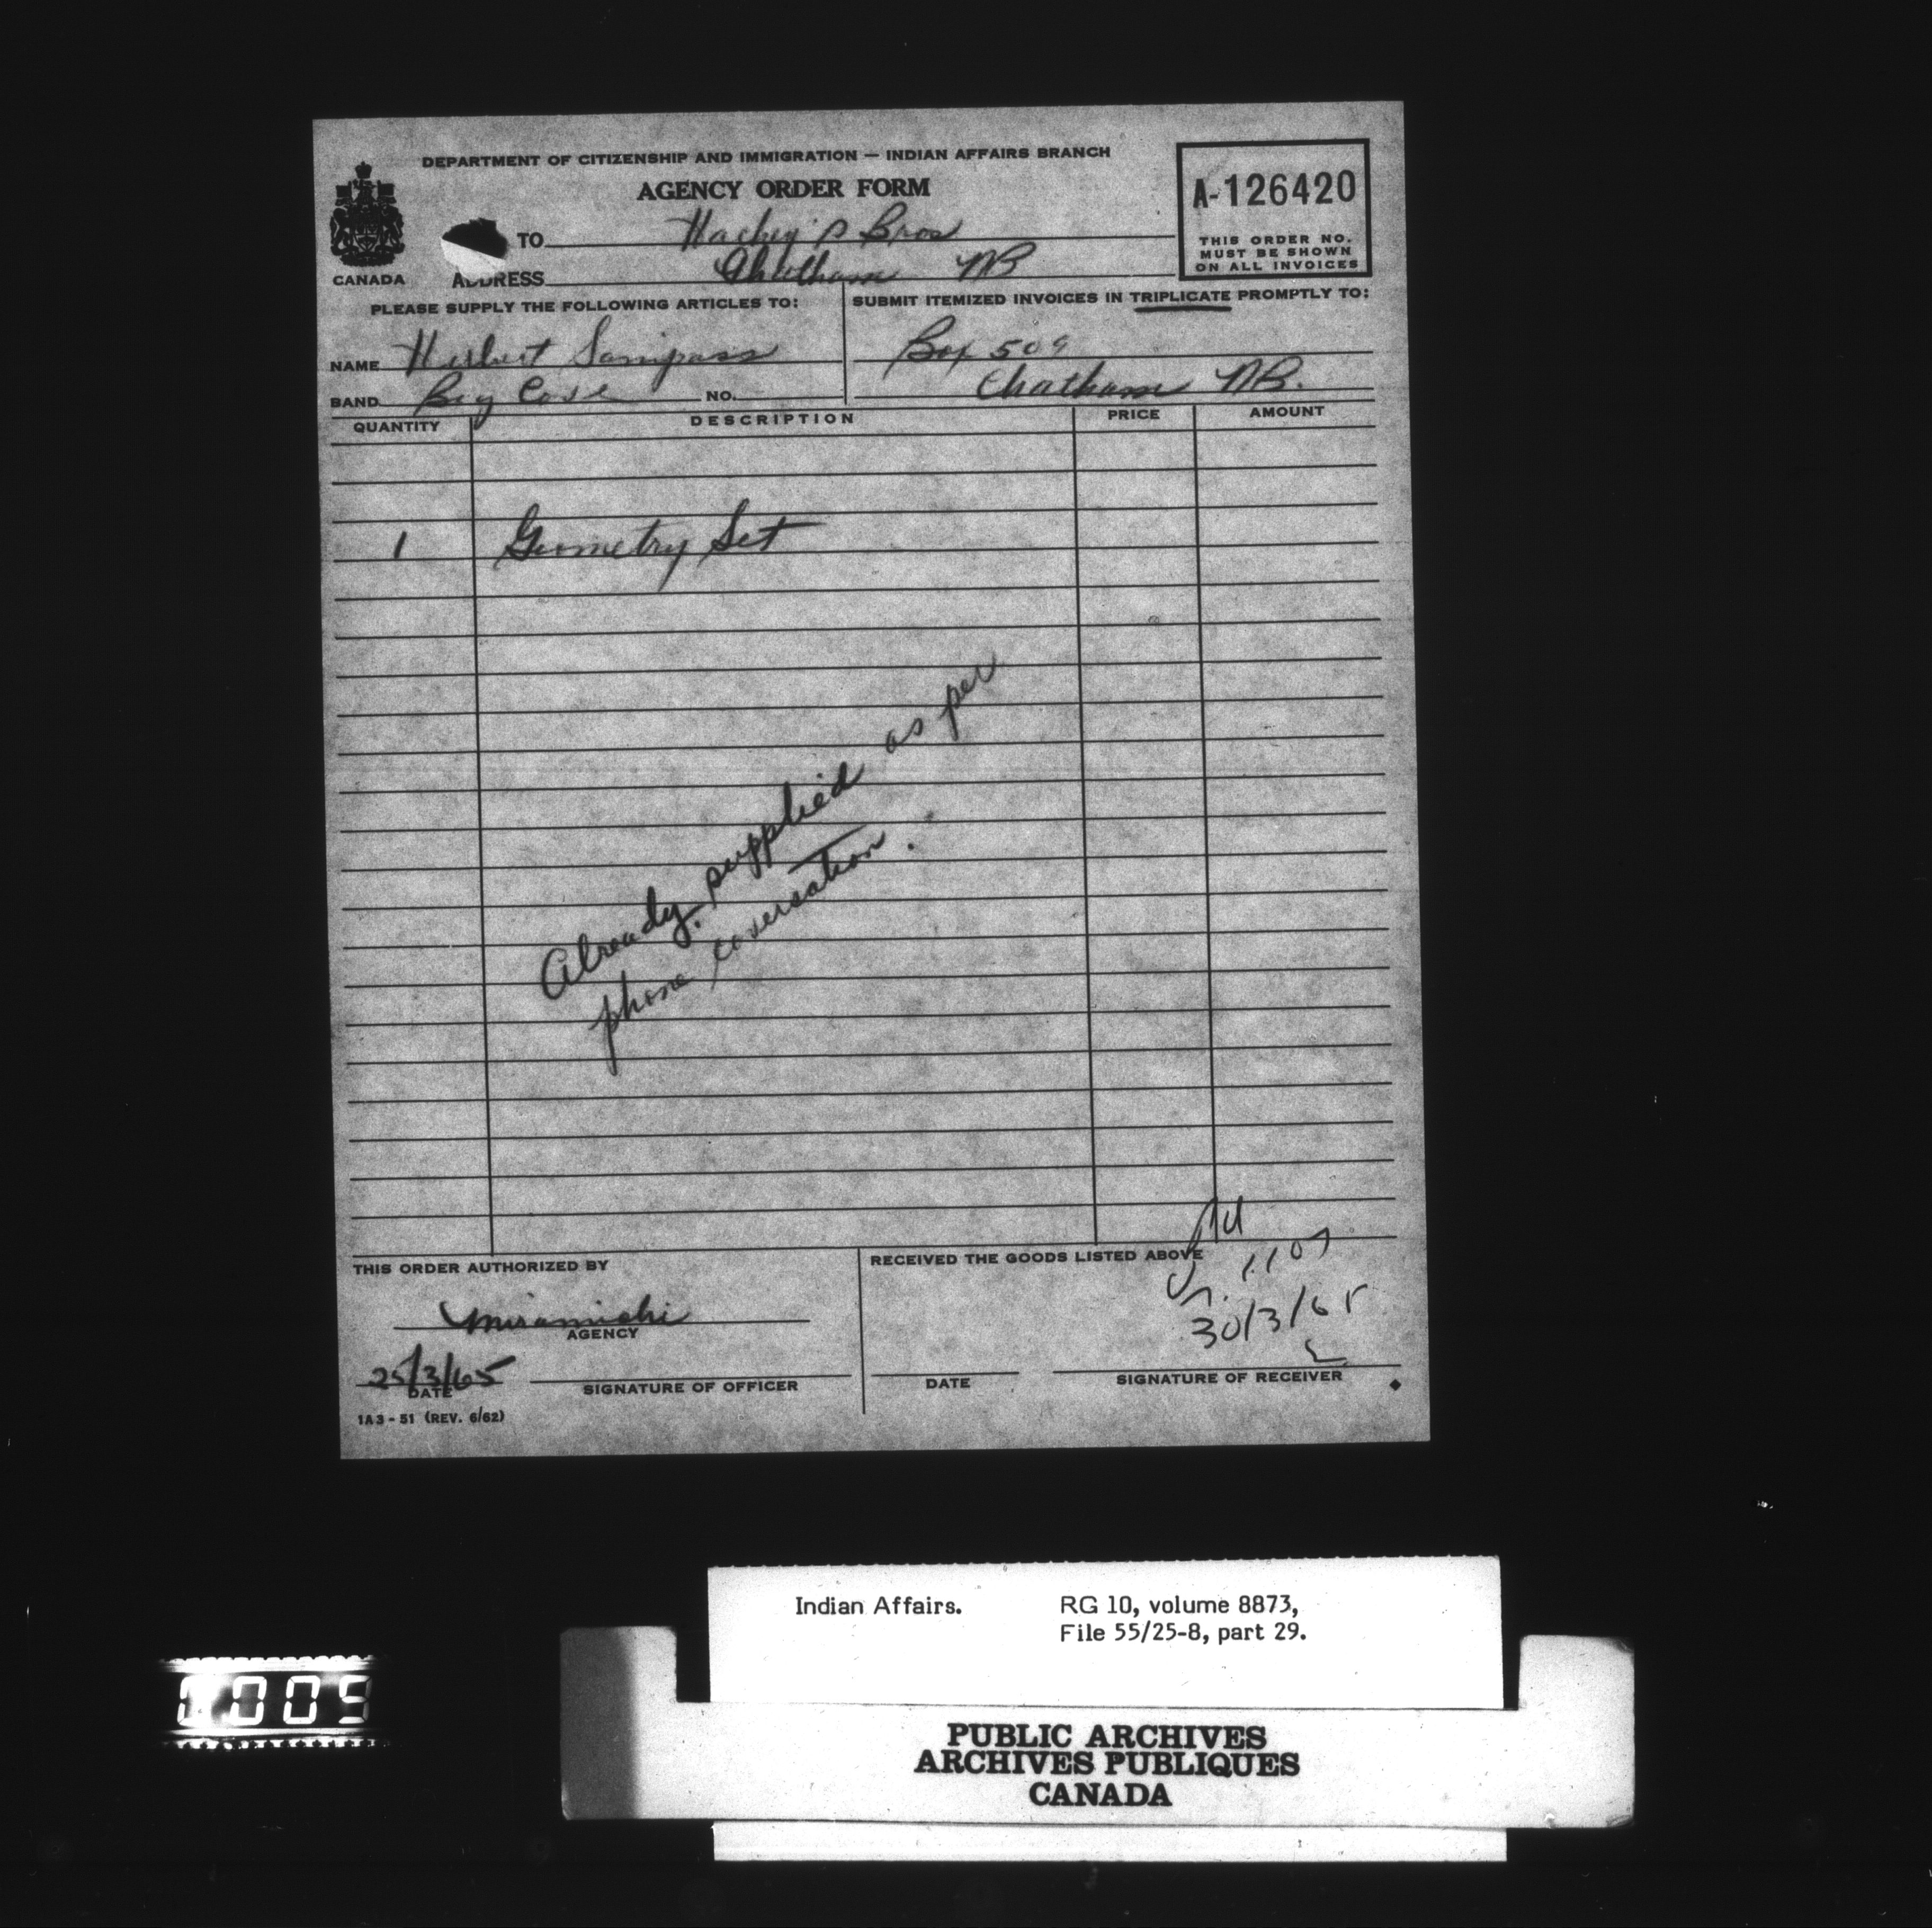 DEPARTMENT OF CITIZENSHIP AND IMMIGRATION — INDIAN AFFAIRS BRANCH
AGENCY ORDER FORM
A-126420
THIS ORDER NO.
MUST BE SHOWN
ON ALL INVOICES
CANADA
TO Bros
ADDRESS Chatham NB
PLEASE SUPPLY THE FOLLOWING ARTICLES TO:
NAME Herbert
BAND Big Cove NO.
SUBMIT ITEMIZED INVOICES IN TRIPLICATE PROMPTLY TO:
Box 509
Chatham NB.
QUANTITY DESCRIPTION PRICE AMOUNT
1 Geometry Set
Already supplied as per
phone coversation.
THIS ORDER AUTHORIZED BY
Miramichi
AGENCY
25/3/65
DATE SIGNATURE OF OFFICER
1A3-51 (REV. 6/62)
RECEIVED THE GOODS LISTED ABOVE
30/3/65
DATE SIGNATURE OF RECEIVER
Indian Affairs. RG 10, volume 8873,
File 55/25-8, part 29.
PUBLIC ARCHIVES
ARCHIVES PUBLIQUES
CANADA